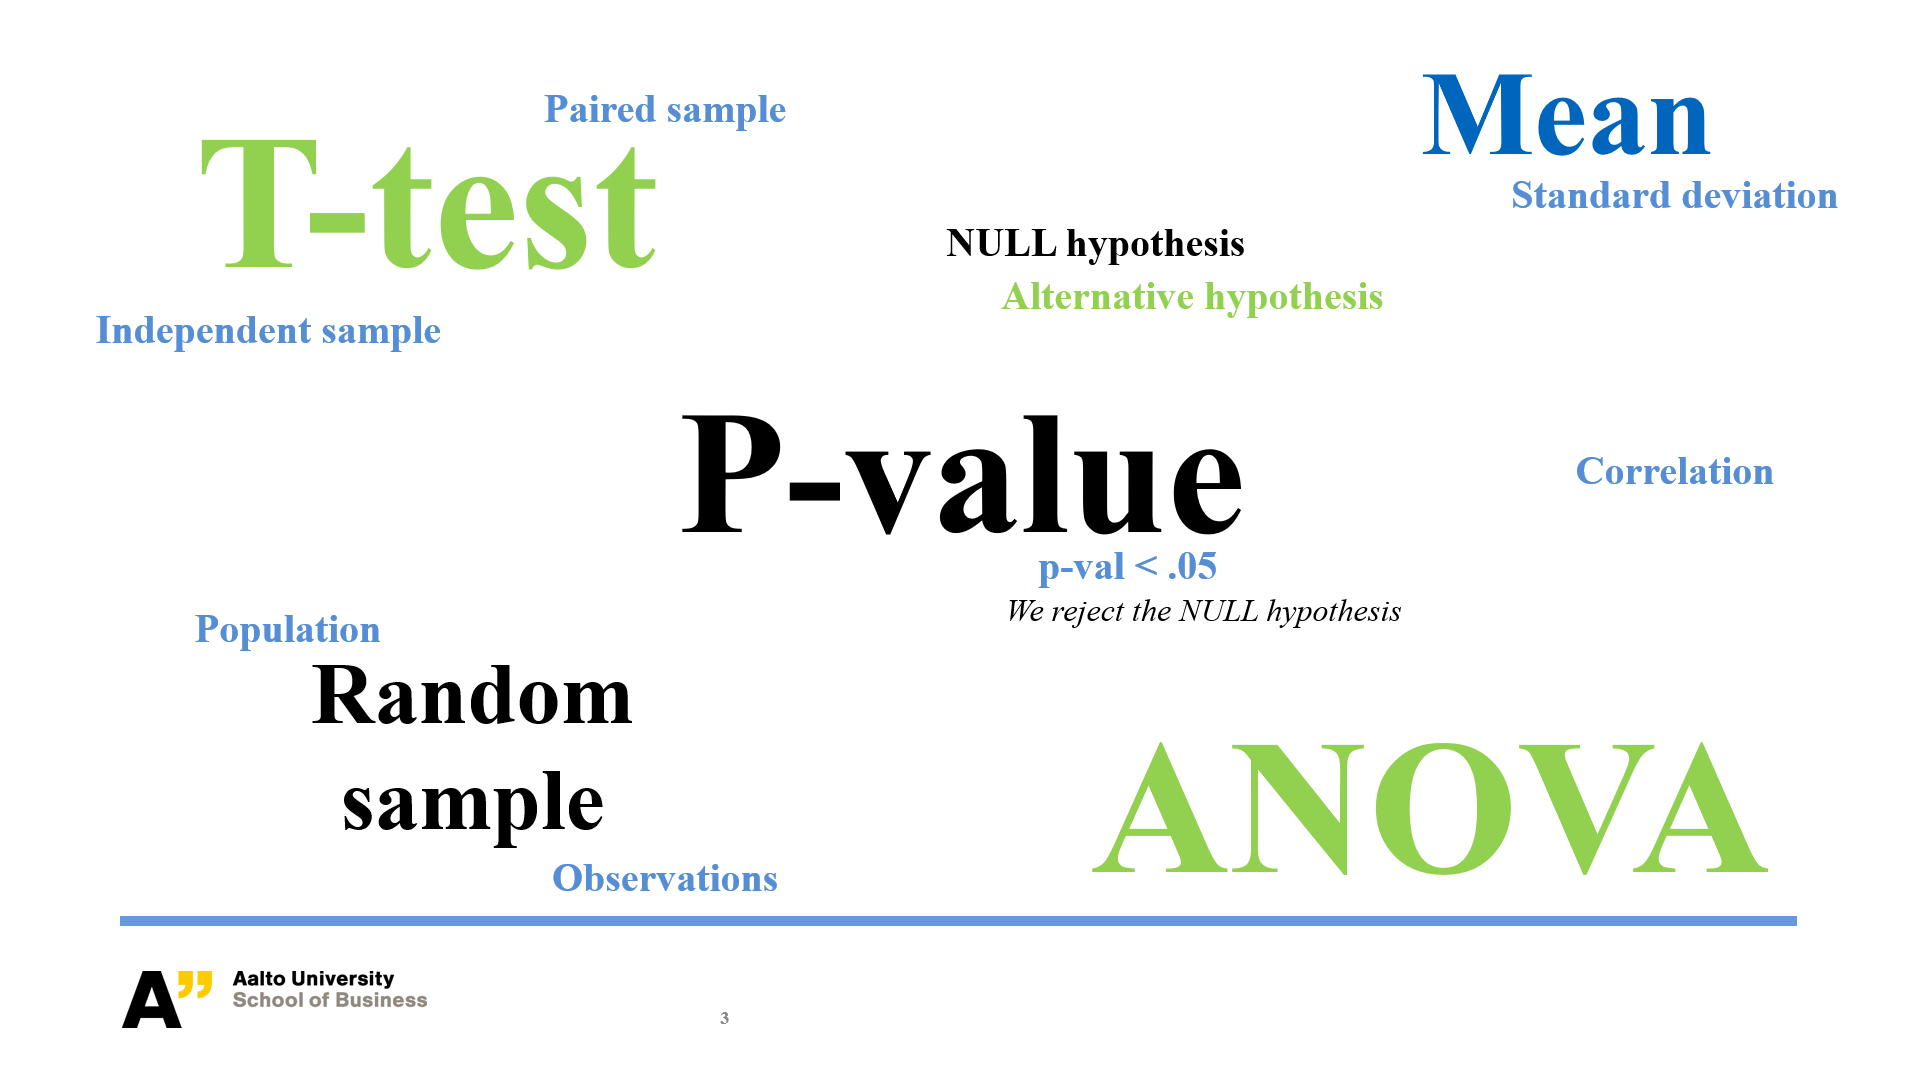 Paired sample
T-test
Independent sample
Mean
Standard deviation
NULL hypothesis
Alternative hypothesis
P-value
p-val < .05
We reject the NULL hypothesis
Correlation
Population
Random
sample
Observations
ANOVA
A”
Aalto University
School of Business
3